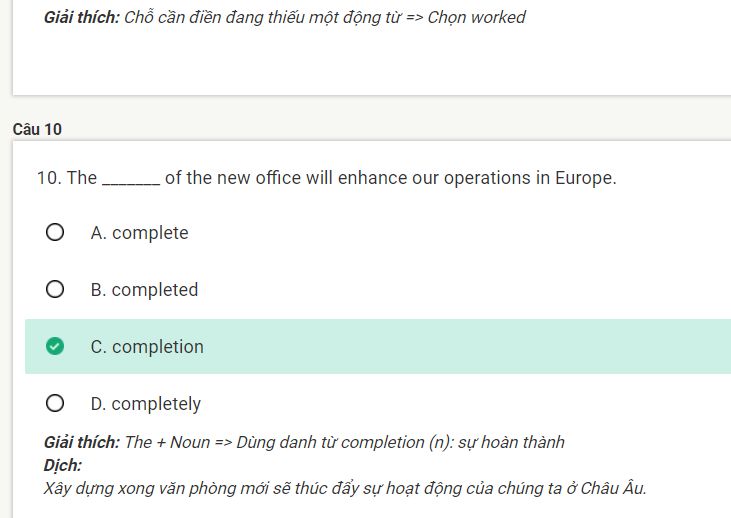 Giải thích: Chỗ cần điền đang thiếu một động từ => Chọn worked
Câu 10
10. The _______ of the new office will enhance our operations in Europe.
A. complete
B. completed
C. completion
D. completely
Giải thích: The + Noun => Dùng danh từ completion (n): sự hoàn thành
Dịch:
Xây dựng xong văn phòng mới sẽ thúc đẩy sự hoạt động của chúng ta ở Châu Âu.